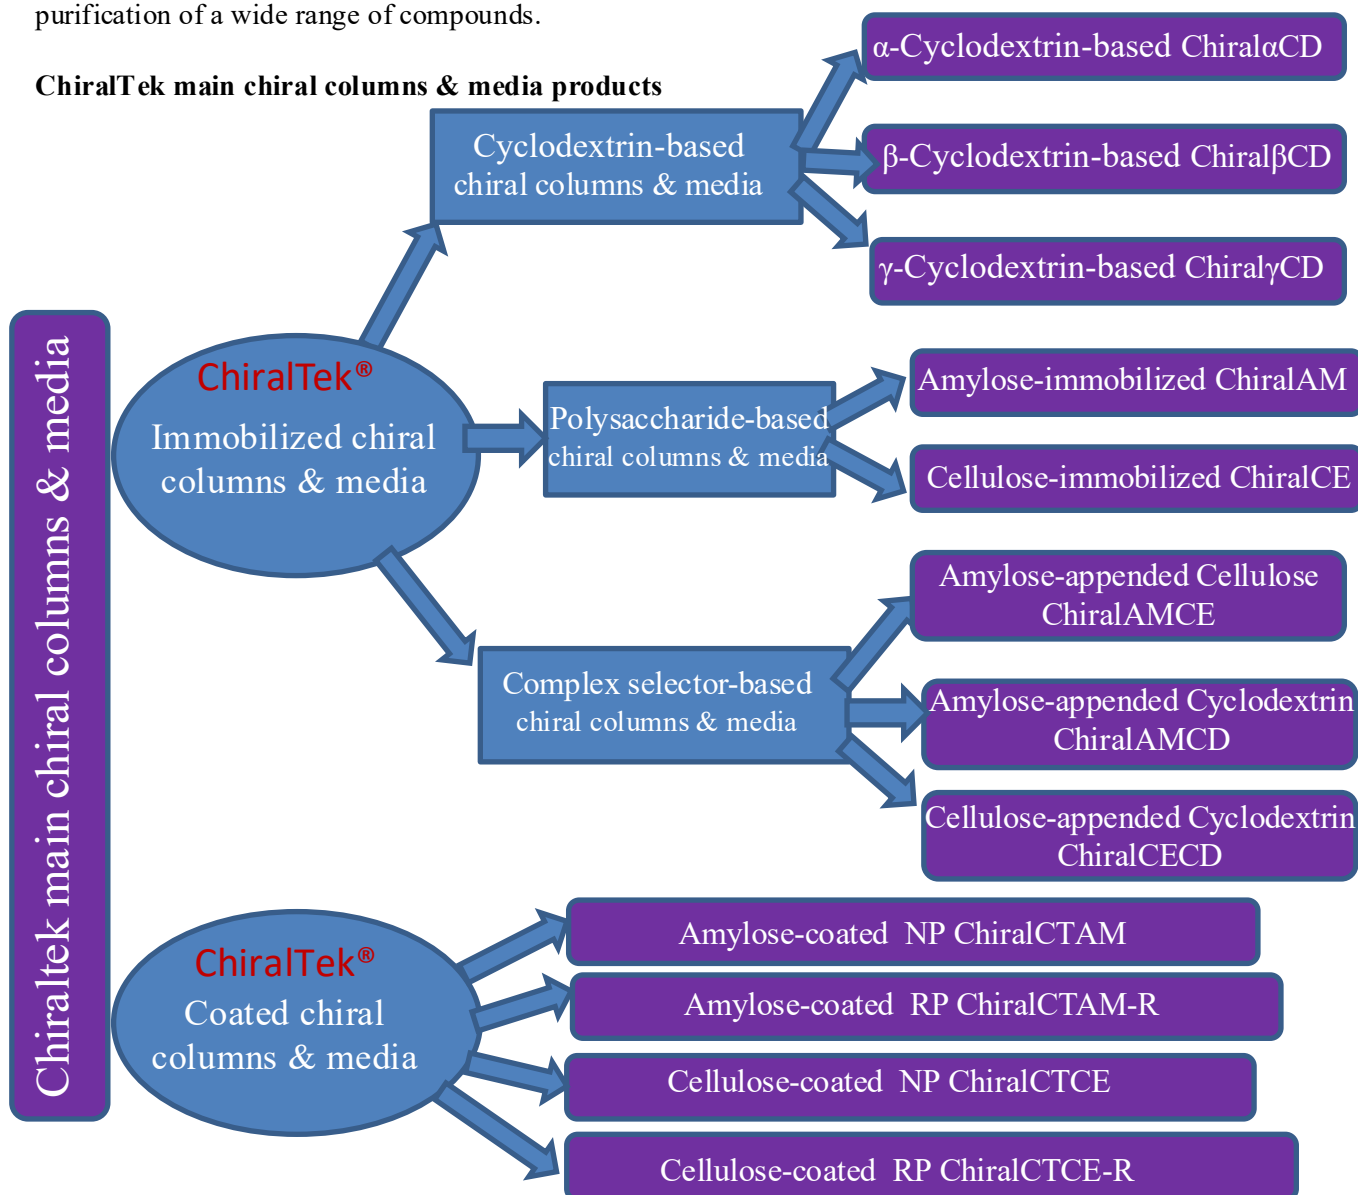 purification of a wide range of compounds.
ChiralTek main chiral columns & media products
Chiraltek main chiral columns & media
ChiralTek®
Immobilized chiral
columns & media
Cyclodextrin-based
chiral columns & media
α-Cyclodextrin-based ChiralαCD
β-Cyclodextrin-based ChiralβCD
γ-Cyclodextrin-based ChiralγCD
Polysaccharide-based
chiral columns & media
Amylose-immobilized ChiralAM
Cellulose-immobilized ChiralCE
Complex selector-based
chiral columns & media
Amylose-appended Cellulose
ChiralAMCE
Amylose-appended Cyclodextrin
ChiralAMCD
Cellulose-appended Cyclodextrin
ChiralCECD
ChiralTek®
Coated chiral
columns & media
Amylose-coated NP ChiralCTAM
Amylose-coated RP ChiralCTAM-R
Cellulose-coated NP ChiralCTCE
Cellulose-coated RP ChiralCTCE-R